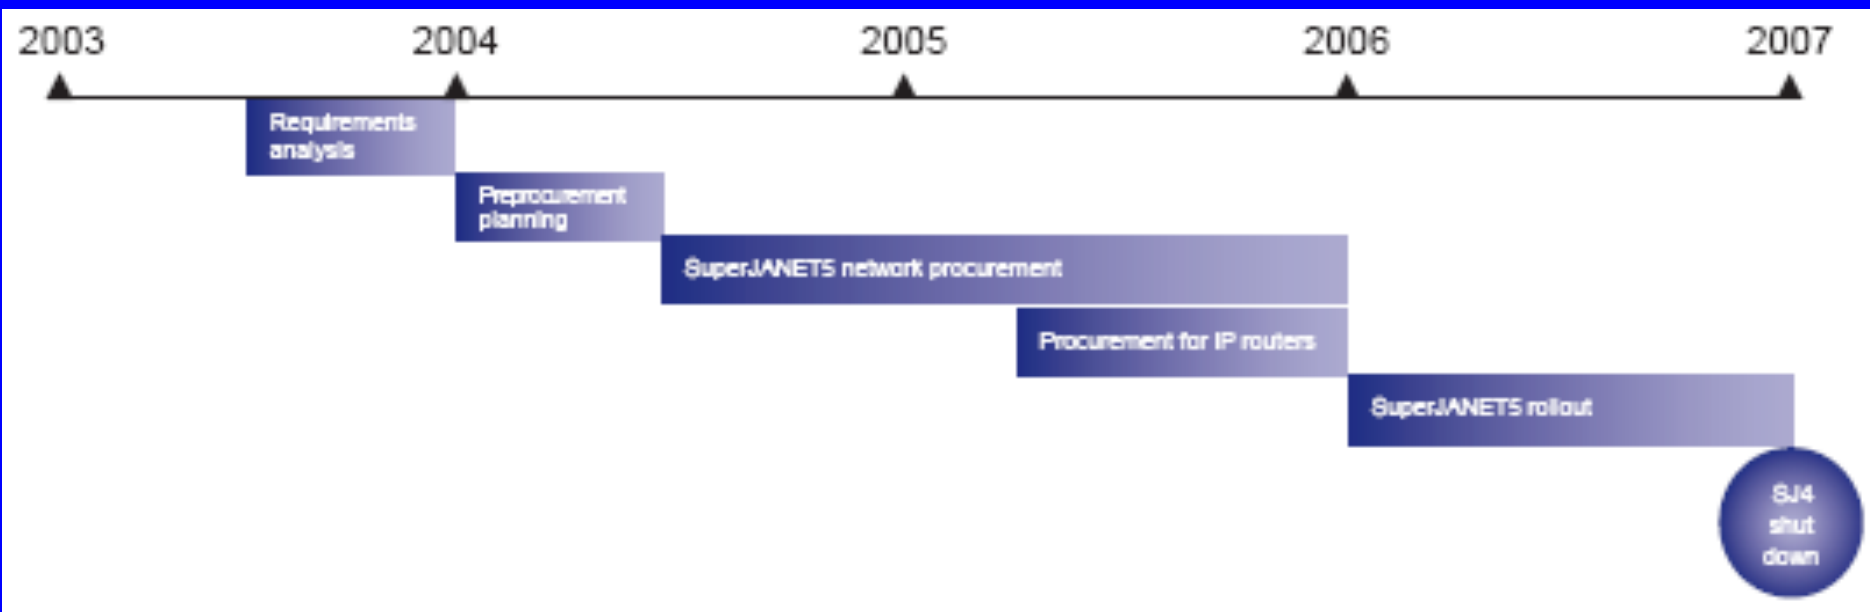 2003 2004 2005 2006 2007
Requirements
analysis
Preprocurement
planning
SuperJANET5 network procurement
Procurement for IP routers
SuperJANET5 rollout
SJ4
shut
down